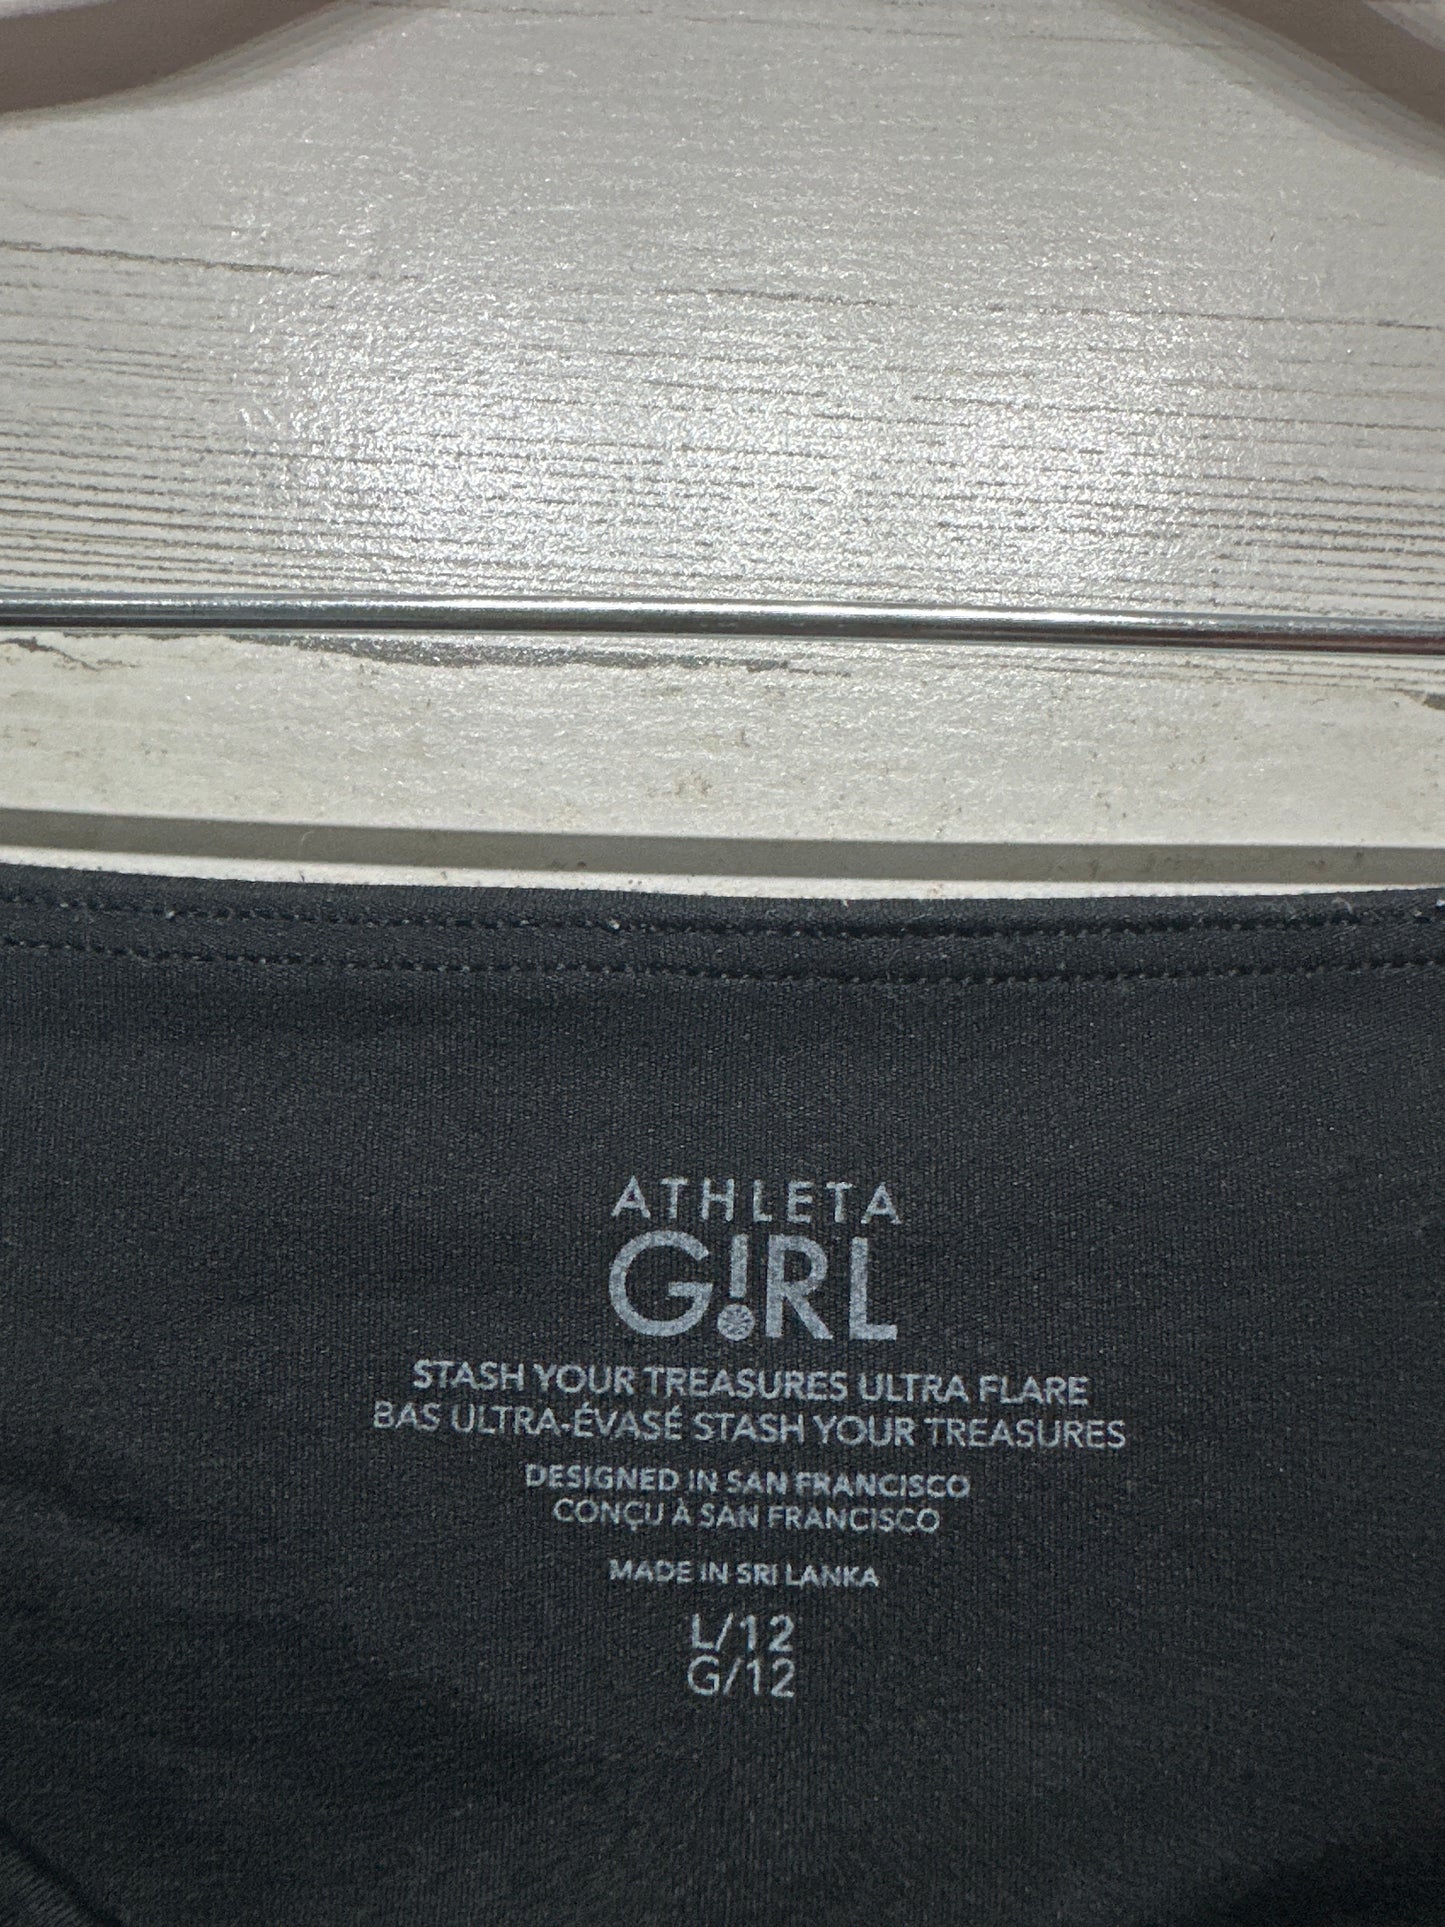 ATHLETA
G!RL
STASH YOUR TREASURES ULTRA FLARE
BAS ULTRA-ÉVASÉ STASH YOUR TREASURES
DESIGNED IN SAN FRANCISCO
CONÇU À SAN FRANCISCO
MADE IN SRI LANKA
L/12
G/12